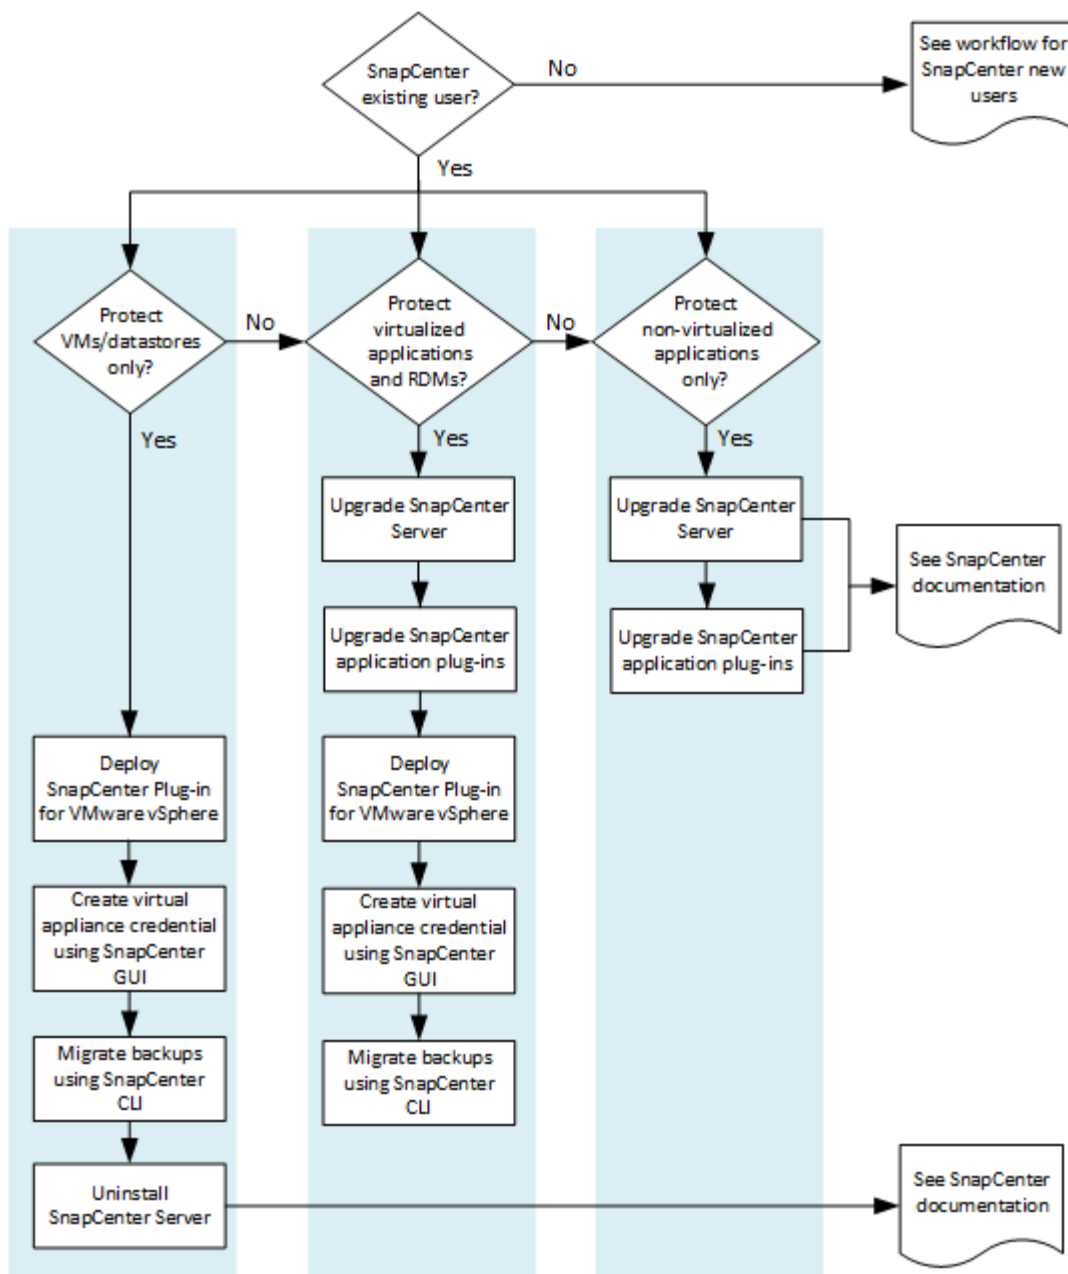 SnapCenter
existing user?
No
See workflow for
SnapCenter new
users
Yes
Protect
VMs/datastores
only?
No
Protect
virtualized
applications
and RDMs?
No
Protect
non-virtualized
applications
only?
Yes
Yes
Yes
Upgrade SnapCenter
Server
Upgrade SnapCenter
Server
See SnapCenter
documentation
Upgrade SnapCenter
application plug-ins
Upgrade SnapCenter
application plug-ins
Deploy
SnapCenter Plug-in
for VMware vSphere
Deploy
SnapCenter Plug-in
for VMware vSphere
Create virtual
appliance credential
using SnapCenter
GUI
Create virtual
appliance credential
using SnapCenter
GUI
Migrate backups
using SnapCenter
CLI
Migrate backups
using SnapCenter
CLI
Uninstall
SnapCenter Server
See SnapCenter
documentation